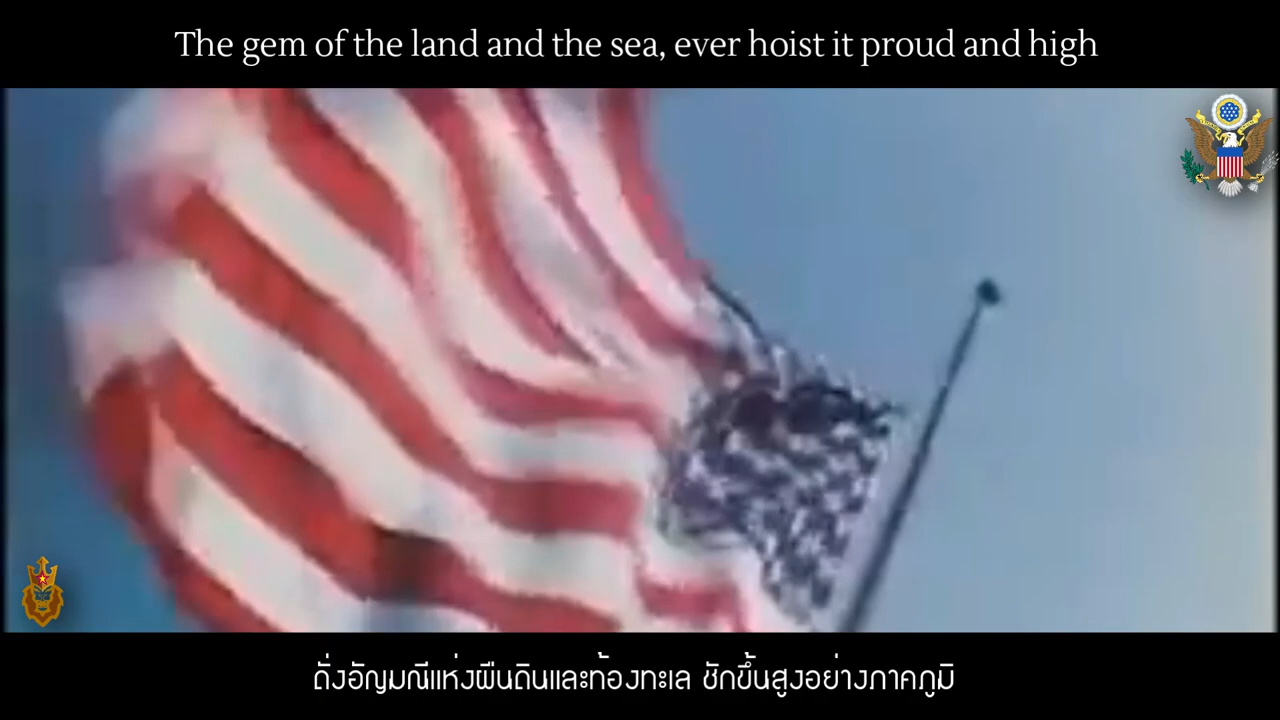 The gem of the land and the sea, ever hoist it proud and high
ดั่งอัญมณีแห่งผืนดินและท้องทะเล ชักขึ้นสูงอย่างภาคภูมิ